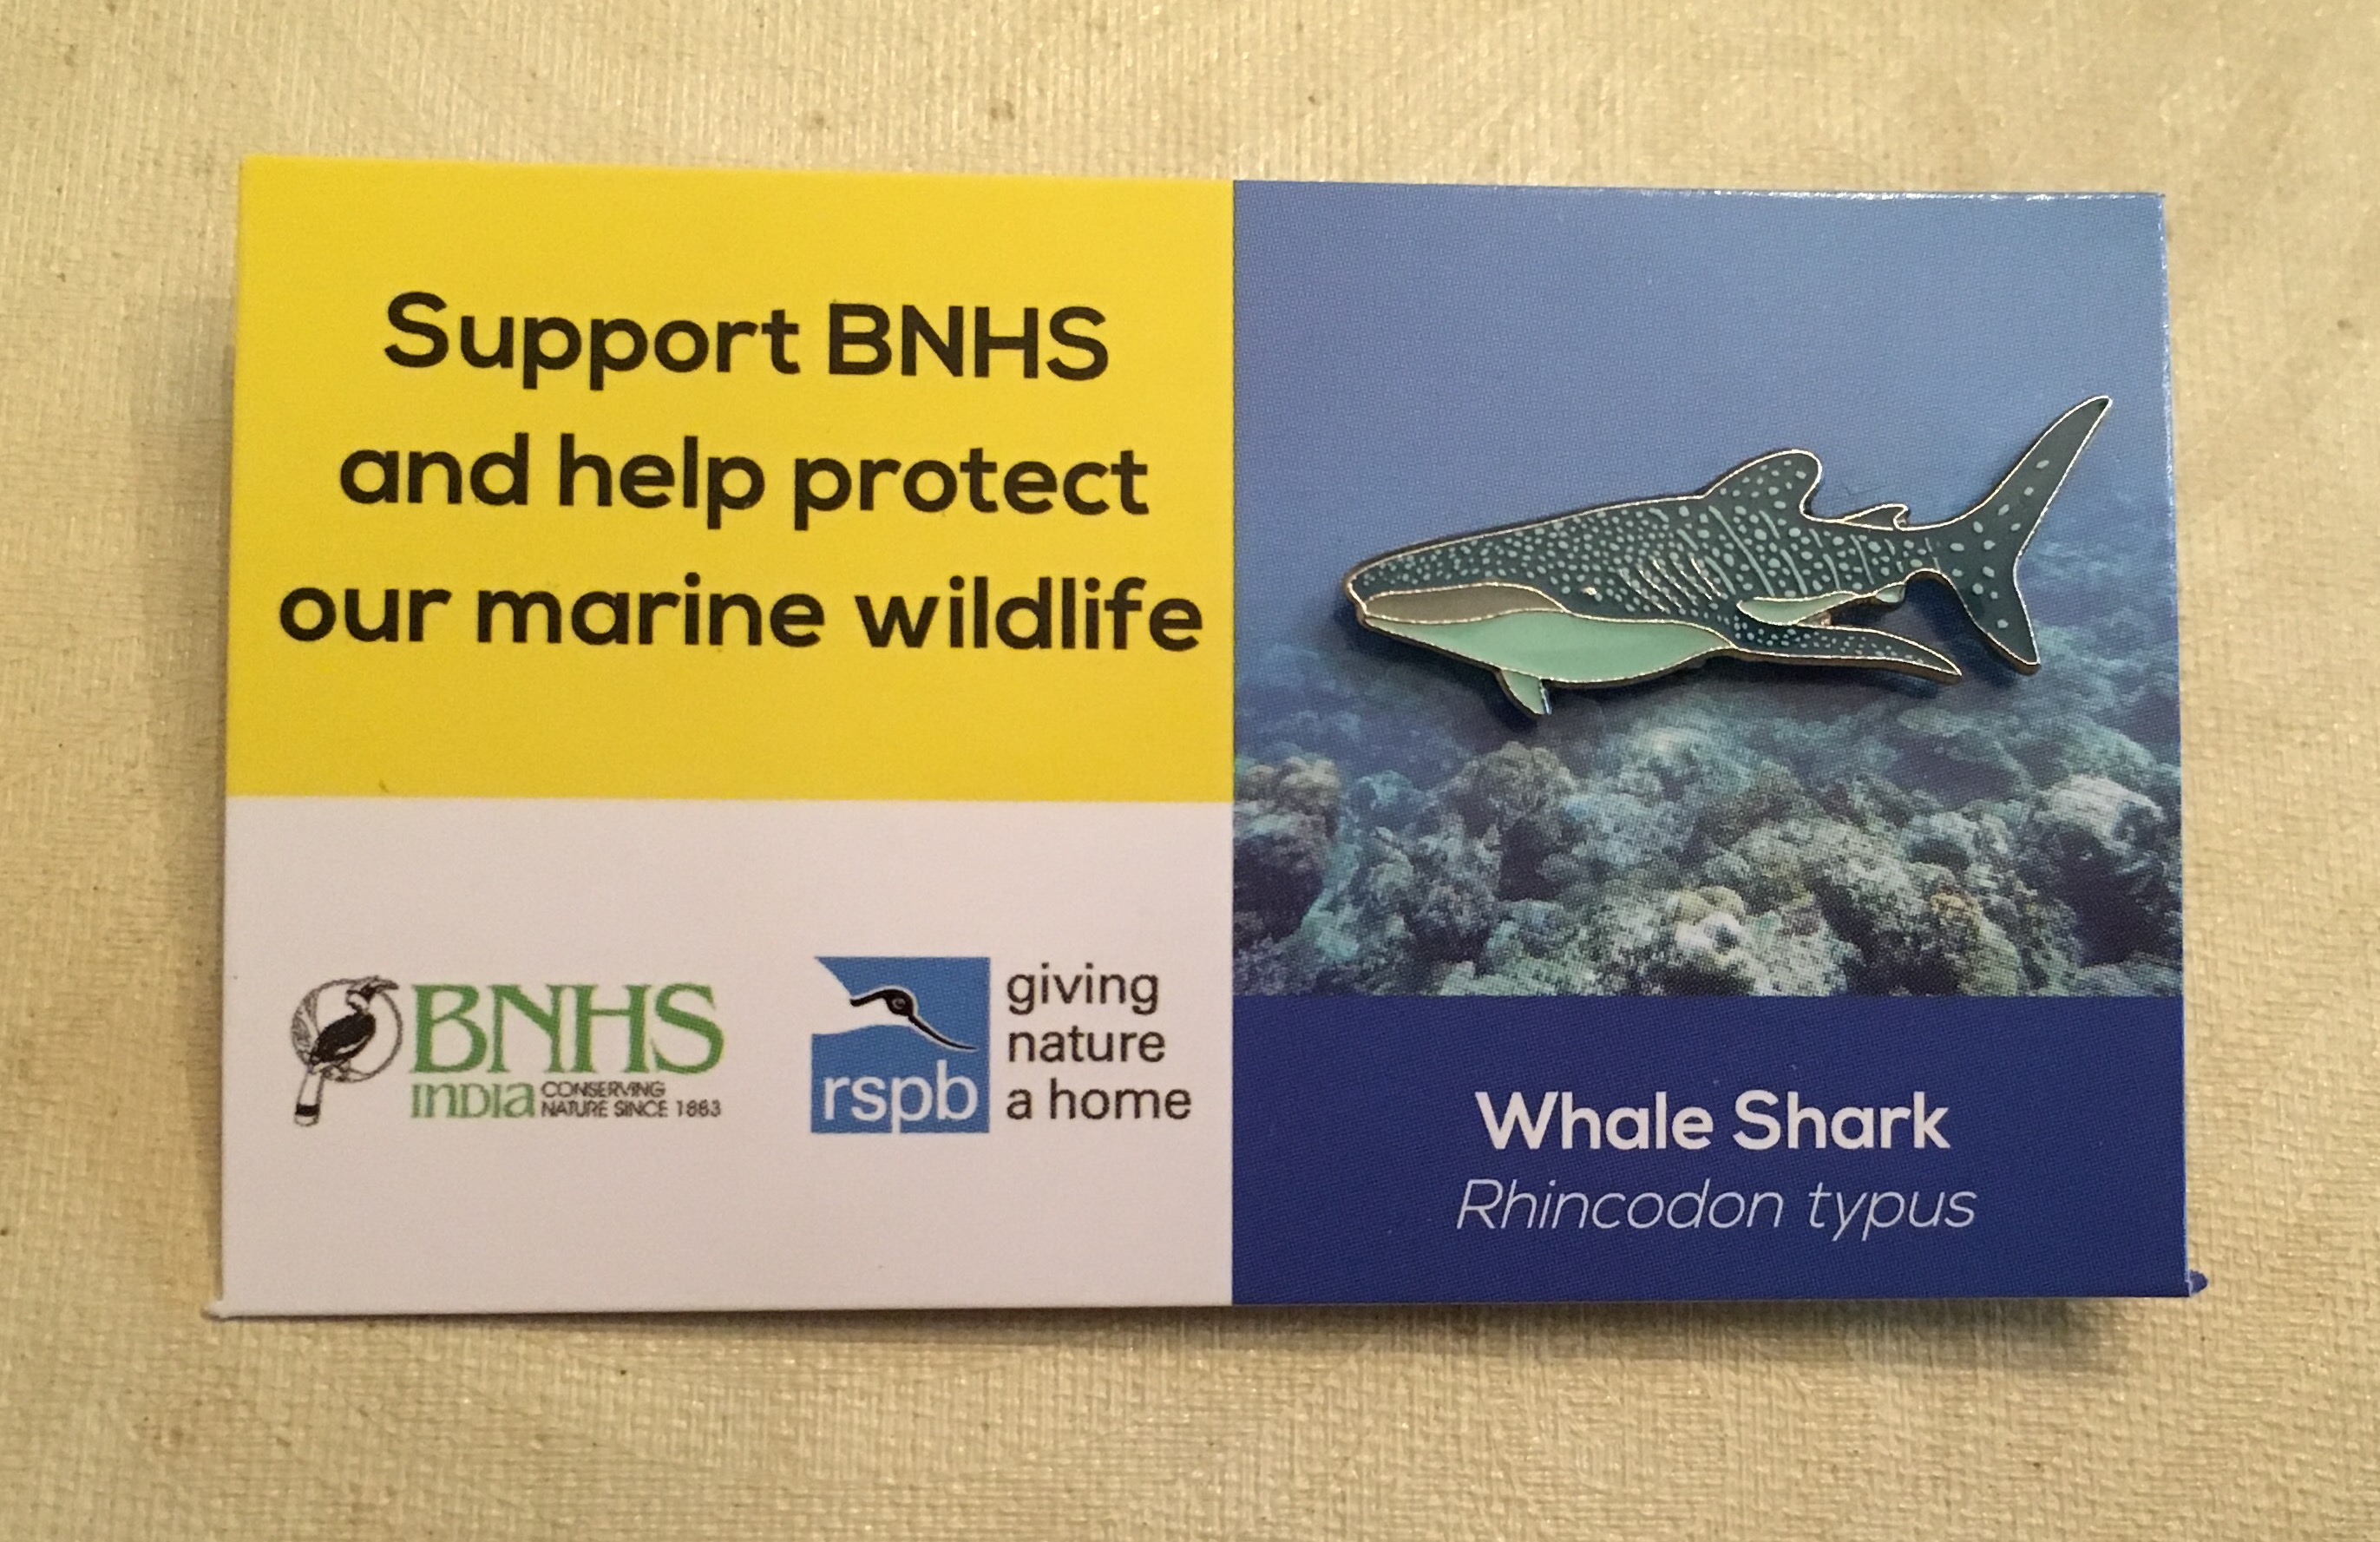 Support BNHS
and help protect
our marine wildlife
BNHS
INDIA CONSERVING
NATURE SINCE 1883
rspb
giving
nature
a home
Whale Shark
Rhincodon typus